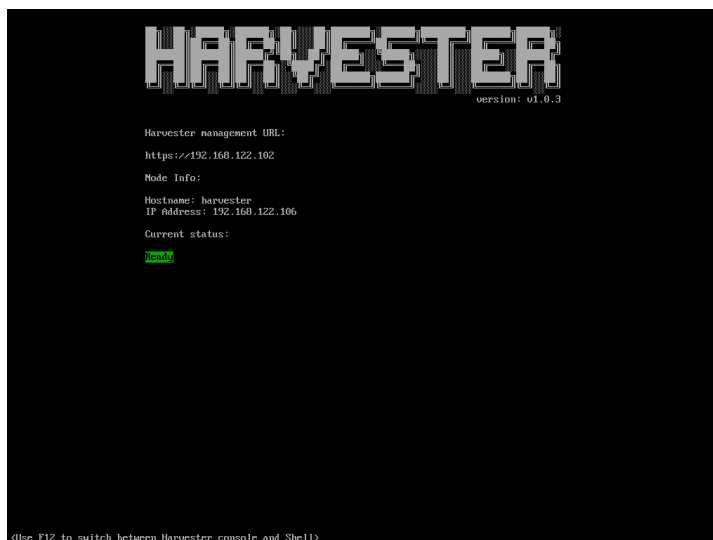 HARVESTER
version: v1.0.3
Harvester management URL:
https://192.168.122.102
Node Info:
Hostname: harvester
IP Address: 192.168.122.106
Current status:
Ready
<Use F12 to switch between Harvester console and Shell>